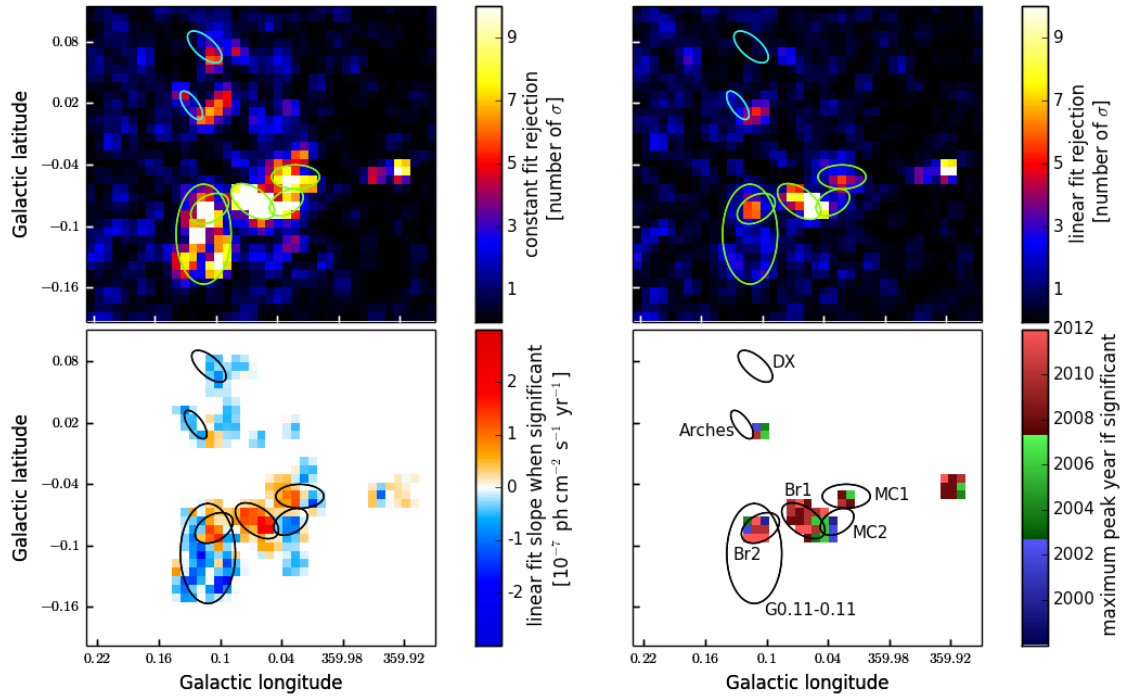 0.08
0.02
−0.04
−0.1
−0.16
Galactic latitude
9
7
5
3
1
constant fit rejection
[number of σ]
9
7
5
3
1
linear fit rejection
[number of σ]
0.08
0.02
−0.04
−0.1
−0.16
Galactic latitude
0.22
0.16
0.1
0.04
359.98
359.92
Galactic longitude
2
1
0
-1
-2
linear fit slope when significant
[10⁻⁷ ph cm⁻² s⁻¹ yr⁻¹]
DX
Arches
Br1
MC1
MC2
Br2
G0.11-0.11
0.22
0.16
0.1
0.04
359.98
359.92
Galactic longitude
2012
2010
2008
2006
2004
2002
2000
maximum peak year if significant